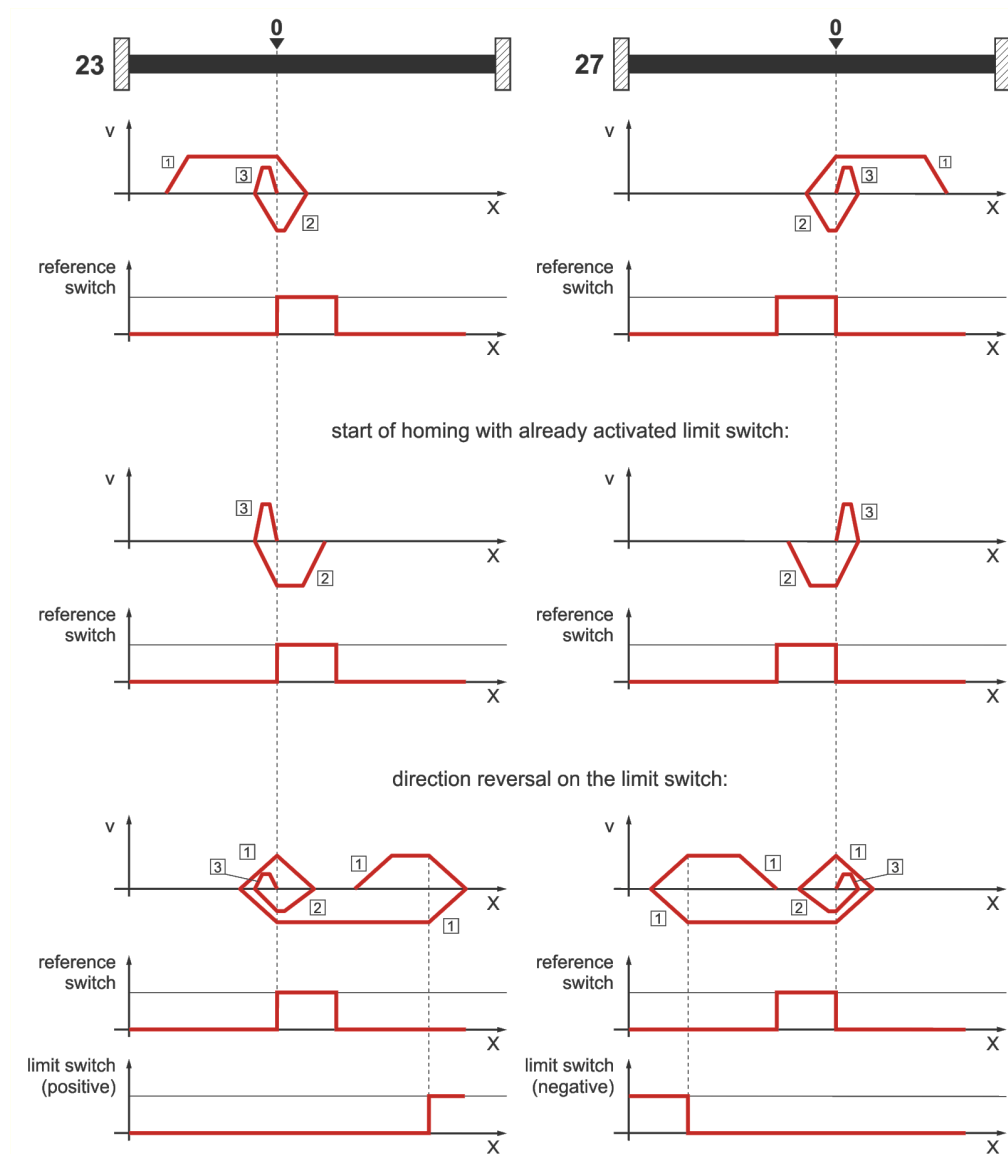 0 0
23 27
v v
1 1
3 3
X X
2 2
reference reference
switch switch
X X
start of homing with already activated limit switch:
v v
3 3
X X
2 2
reference reference
switch switch
X X
direction reversal on the limit switch:
v v
1 1 1 1
3 3
X X
2 2
1 1
reference reference
switch switch
X X
limit switch limit switch
(positive) (negative)
X X